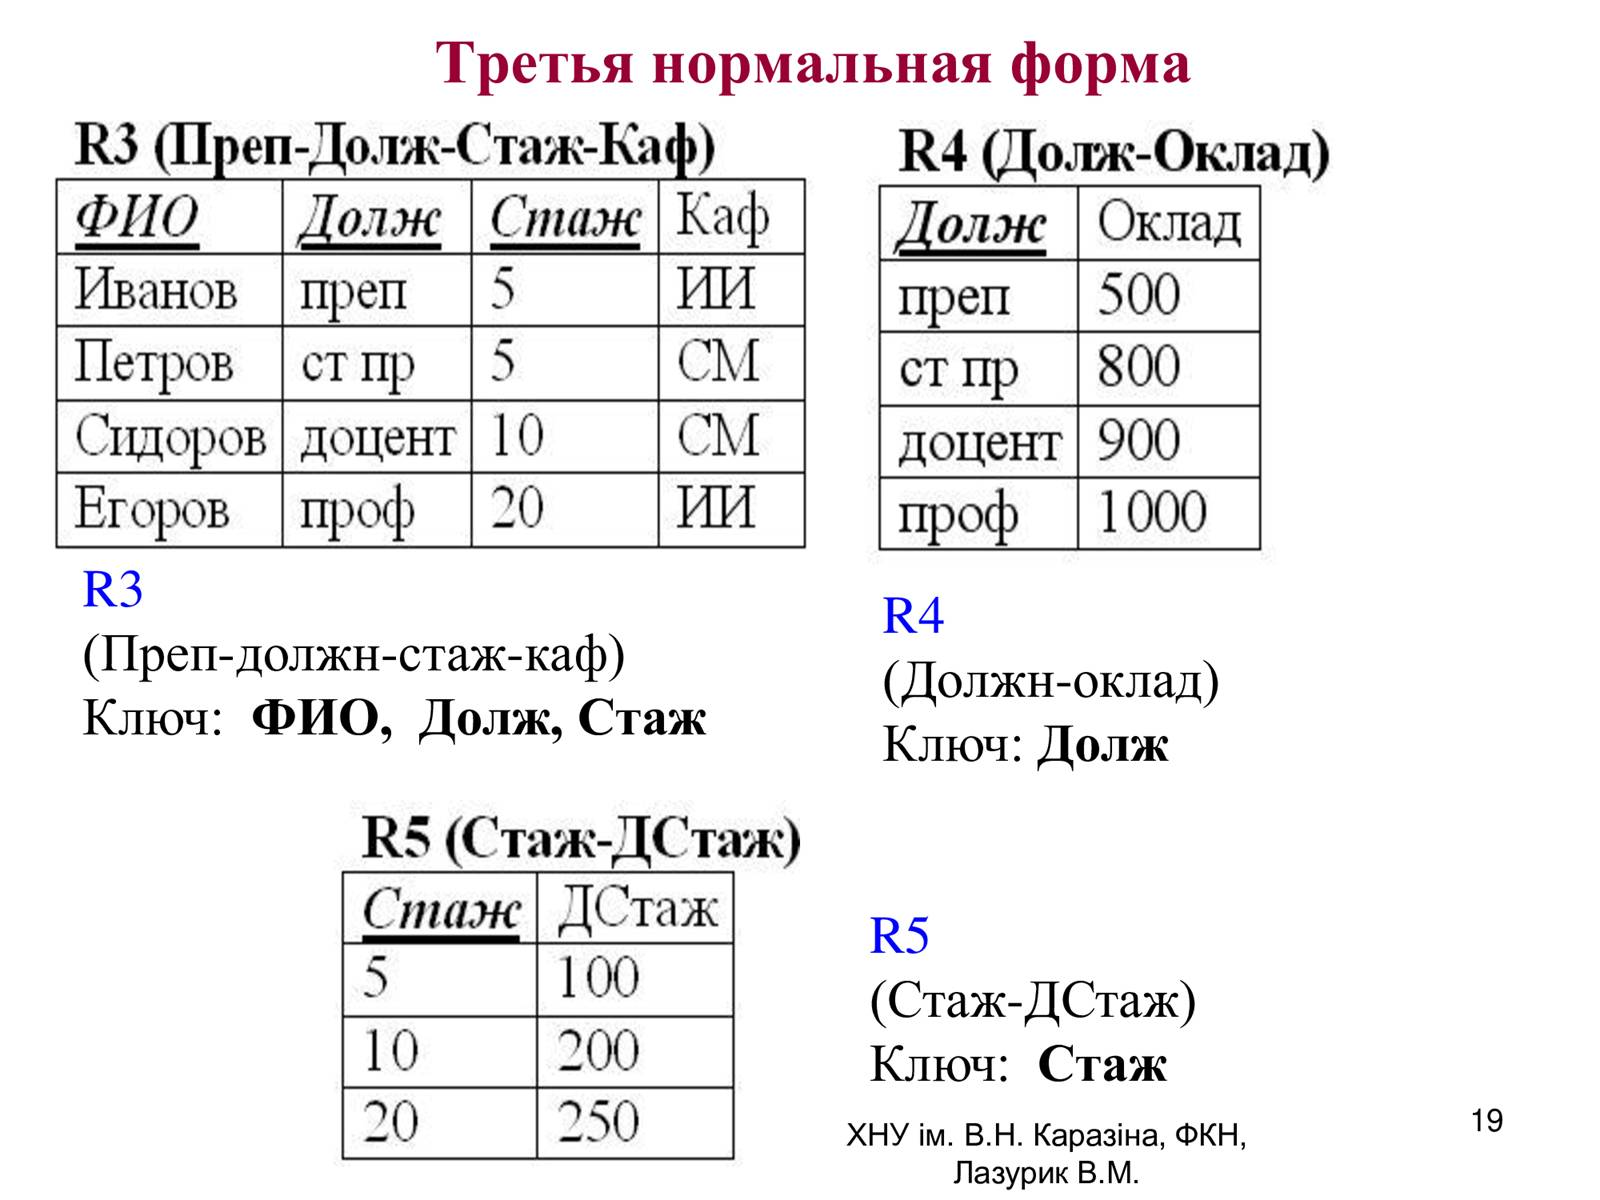 Третья нормальная форма
R3 (Преп-Долж-Стаж-Каф)
ФИО Долж Стаж Каф
Иванов преп 5 ИИ
Петров ст пр 5 СМ
Сидоров доцент 10 СМ
Егоров проф 20 ИИ
R3
(Преп-должн-стаж-каф)
Ключ: ФИО, Долж, Стаж
R4 (Долж-Оклад)
Долж Оклад
преп 500
ст пр 800
доцент 900
проф 1000
R4
(Должн-оклад)
Ключ: Долж
R5 (Стаж-ДСтаж)
Стаж ДСтаж
5 100
10 200
20 250
R5
(Стаж-ДСтаж)
Ключ: Стаж
ХНУ ім. В.Н. Каразіна, ФКН,
Лазурик В.М.
19